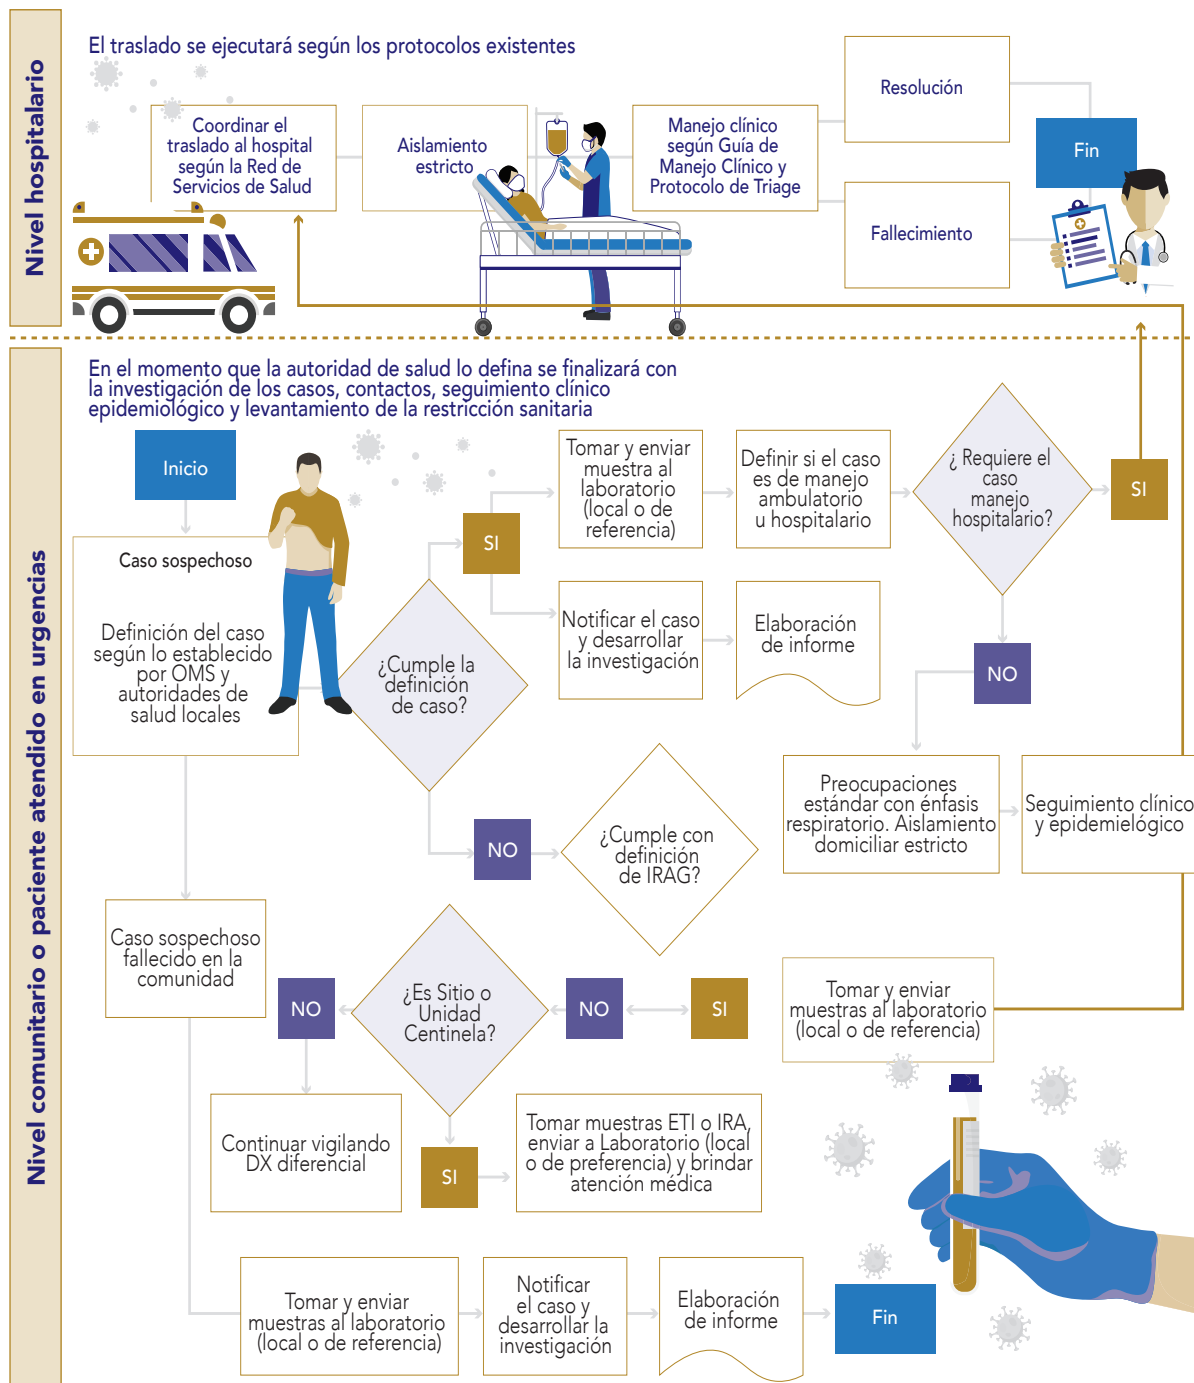 Nivel hospitalario
El traslado se ejecutará según los protocolos existentes
Coordinar el
traslado al hospital
según la Red de
Servicios de Salud
Aislamiento
estricto
Manejo clínico
según Guía de
Manejo Clínico y
Protocolo de Triage
Resolución
Fallecimiento
Fin
Nivel comunitario o paciente atendido en urgencias
En el momento que la autoridad de salud lo defina se finalizará con
la investigación de los casos, contactos, seguimiento clínico
epidemiológico y levantamiento de la restricción sanitaria
Inicio
Caso sospechoso
Definición del caso
según lo establecido
por OMS y
autoridades de
salud locales
¿Cumple la
definición
de caso?
SI
Tomar y enviar
muestra al
laboratorio
(local o de
referencia)
Definir si el caso
es de manejo
ambulatorio
u hospitalario
¿ Requiere el
caso
manejo
hospitalario?
SI
Notificar el caso
y desarrollar
la investigación
Elaboración
de informe
NO
Preocupaciones
estándar con énfasis
respiratorio. Aislamiento
domiciliar estricto
Seguimiento clínico
y epidemielógico
NO
¿Cumple con
definición
de IRAG?
Caso sospechoso
fallecido en la
comunidad
NO
¿Es Sitio o
Unidad
Centinela?
NO
SI
Tomar y enviar
muestras al laboratorio
(local o de referencia)
Continuar vigilando
DX diferencial
SI
Tomar muestras ETI o IRA,
enviar a Laboratorio (local
o de preferencia) y brindar
atención médica
Tomar y enviar
muestras al laboratorio
(local o de referencia)
Notificar
el caso y
desarrollar la
investigación
Elaboración
de informe
Fin